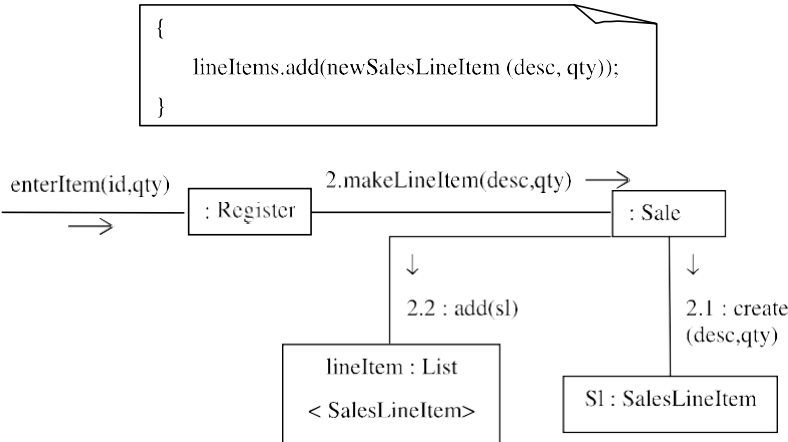 {
lineItems.add(newSalesLineItem (desc, qty));
}
enterItem(id,qty)
2.makeLineItem(desc,qty)
: Register
: Sale
2.2 : add(sl)
2.1 : create
(desc,qty)
lineItem : List
< SalesLineItem>
Sl : SalesLineItem